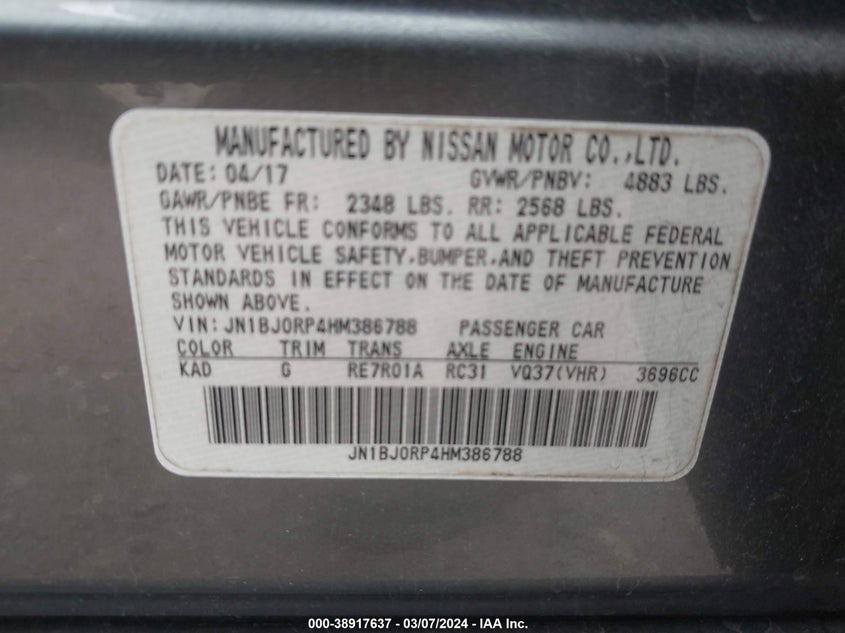 MANUFACTURED BY NISSAN MOTOR CO.,LTD.
DATE: 04/17 GVWR/PNBV: 4883 LBS.
GAWR/PNBE FR: 2348 LBS. RR: 2568 LBS.
THIS VEHICLE CONFORMS TO ALL APPLICABLE FEDERAL
MOTOR VEHICLE SAFETY,BUMPER,AND THEFT PREVENTION
STANDARDS IN EFFECT ON THE DATE OF MANUFACTURE
SHOWN ABOVE.
VIN: JN1BJ0RP4HM386788 PASSENGER CAR
COLOR TRIM TRANS AXLE ENGINE
KAD G RE7R01A RC31 VQ37(VHR) 3696CC
JN1BJ0RP4HM386788
000-38917637 - 03/07/2024 - IAA Inc.